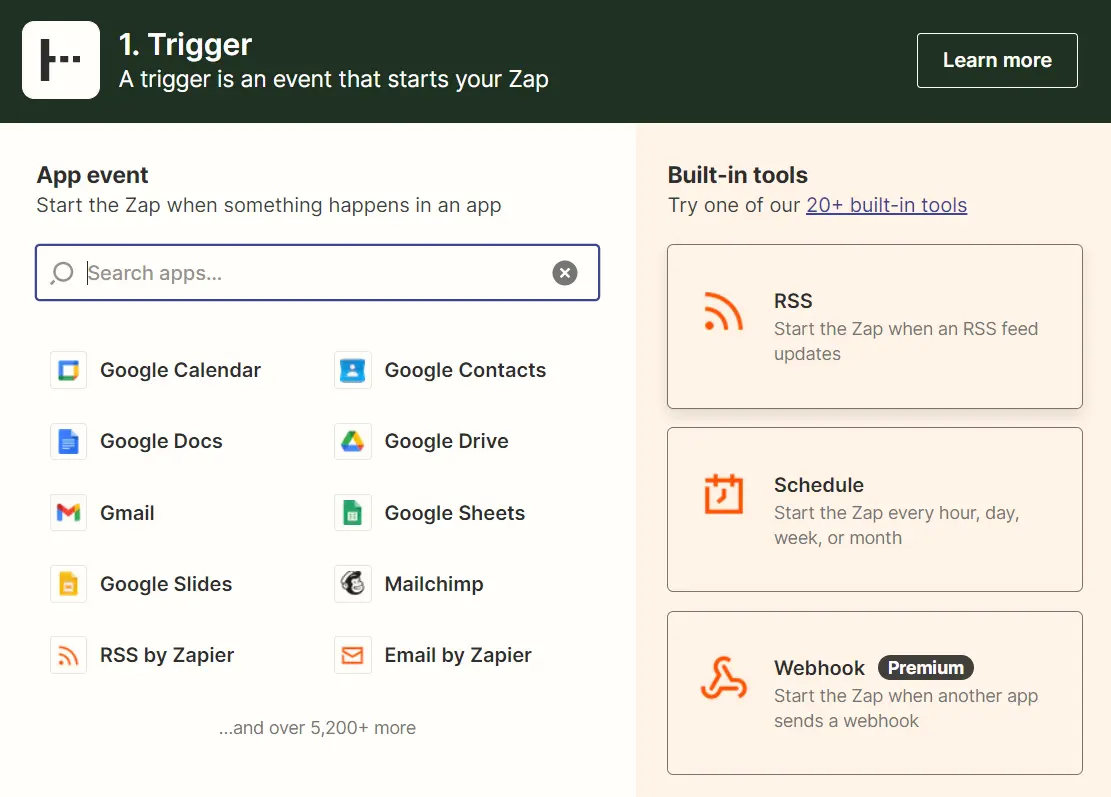 1. Trigger
A trigger is an event that starts your Zap
Learn more
App event
Start the Zap when something happens in an app
Search apps...
Google Calendar
Google Contacts
Google Docs
Google Drive
Gmail
Google Sheets
Google Slides
Mailchimp
RSS by Zapier
Email by Zapier
...and over 5,200+ more
Built-in tools
Try one of our 20+ built-in tools
RSS
Start the Zap when an RSS feed
updates
Schedule
Start the Zap every hour, day,
week, or month
Webhook Premium
Start the Zap when another app
sends a webhook